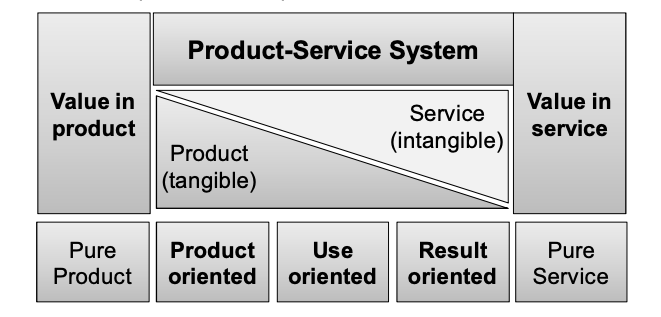 Product-Service System
Value in
product
Service
(intangible)
Product
(tangible)
Value in
service
Pure
Product
Product
oriented
Use
oriented
Result
oriented
Pure
Service